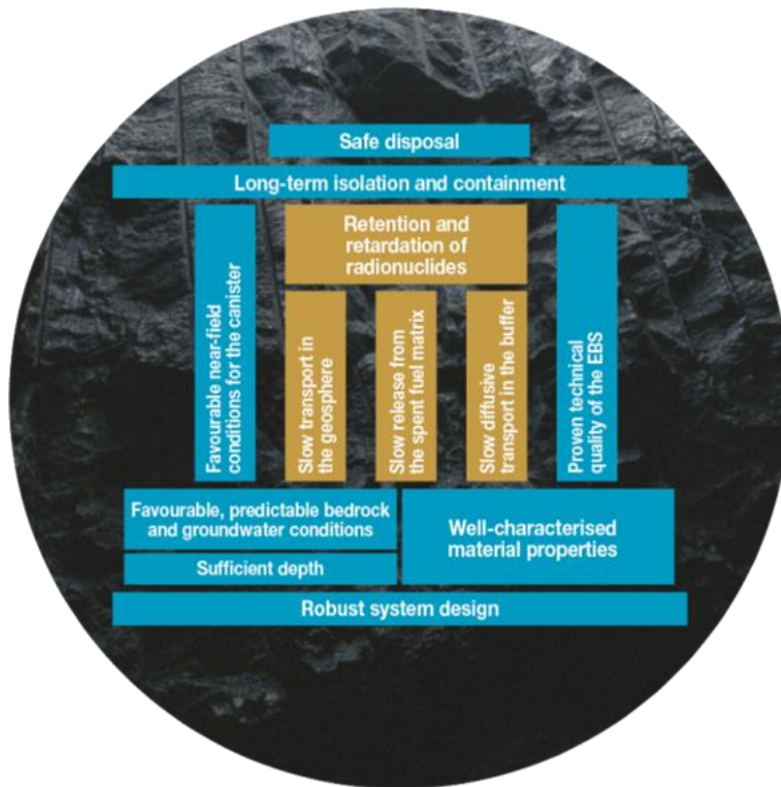 Safe disposal
Long-term isolation and containment
Favourable near-field
conditions for the canister
Retention and
retardation of
radionuclides
Slow transport in
the geosphere
Slow release from
the spent fuel matrix
Slow diffusive
transport in the buffer
Proven technical
quality of the EBS
Favourable, predictable bedrock
and groundwater conditions
Sufficient depth
Well-characterised
material properties
Robust system design